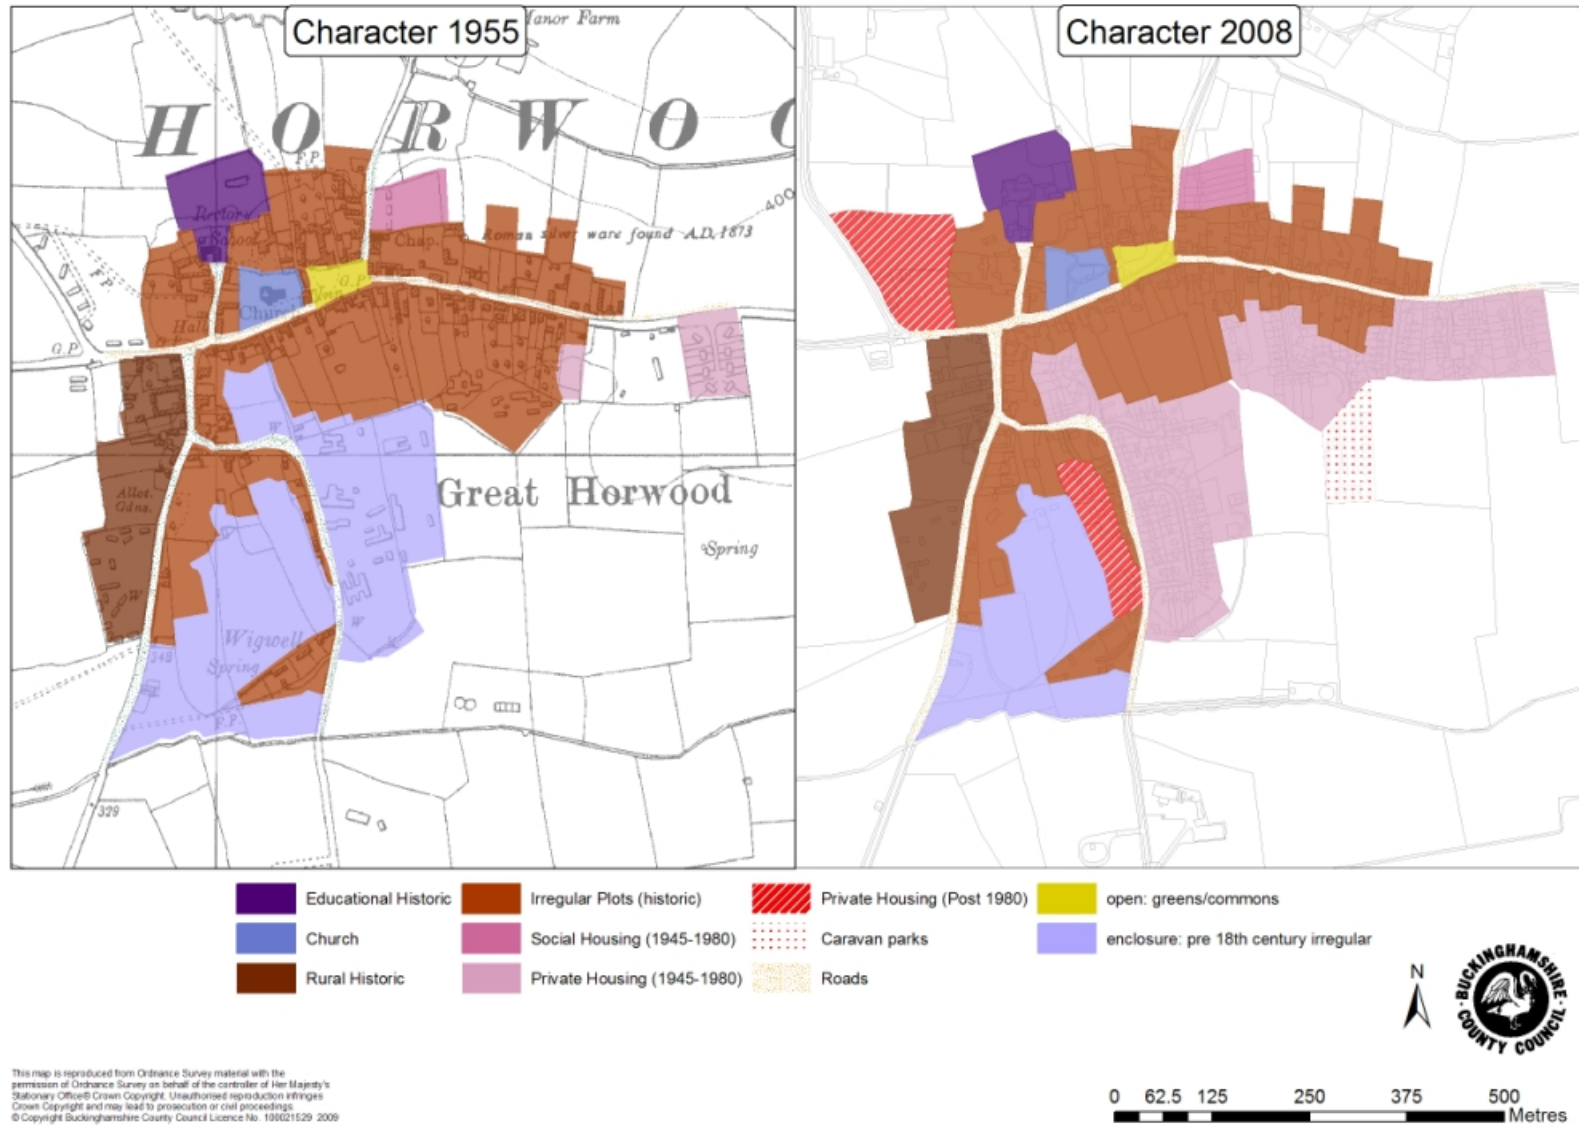 Character 1955
Character 2008
Manor Farm
HORWOO
F.P.
400
Rectory
School
Chap.
Roman silver ware found A.D. 1873
F.P.
G.P.
Church
Hall
G.P.
W
Great Horwood
Allot.
Gdns.
Spring
W
W
W
Wigwell
Spring
348
F.P.
329
Educational Historic
Irregular Plots (historic)
Private Housing (Post 1980)
open: greens/commons
Church
Social Housing (1945-1980)
Caravan parks
enclosure: pre 18th century irregular
Rural Historic
Private Housing (1945-1980)
Roads
N
BUCKINGHAMSHIRE
COUNTY COUNCIL
This map is reproduced from Ordnance Survey material with the
permission of Ordnance Survey on behalf of the controller of Her Majesty's
Stationary Office® Crown Copyright. Unauthorised reproduction infringes
Crown Copyright and may lead to prosecution or civil proceedings.
© Copyright Buckinghamshire County Council Licence No. 100021529 2009
0 62.5 125 250 375 500
Metres